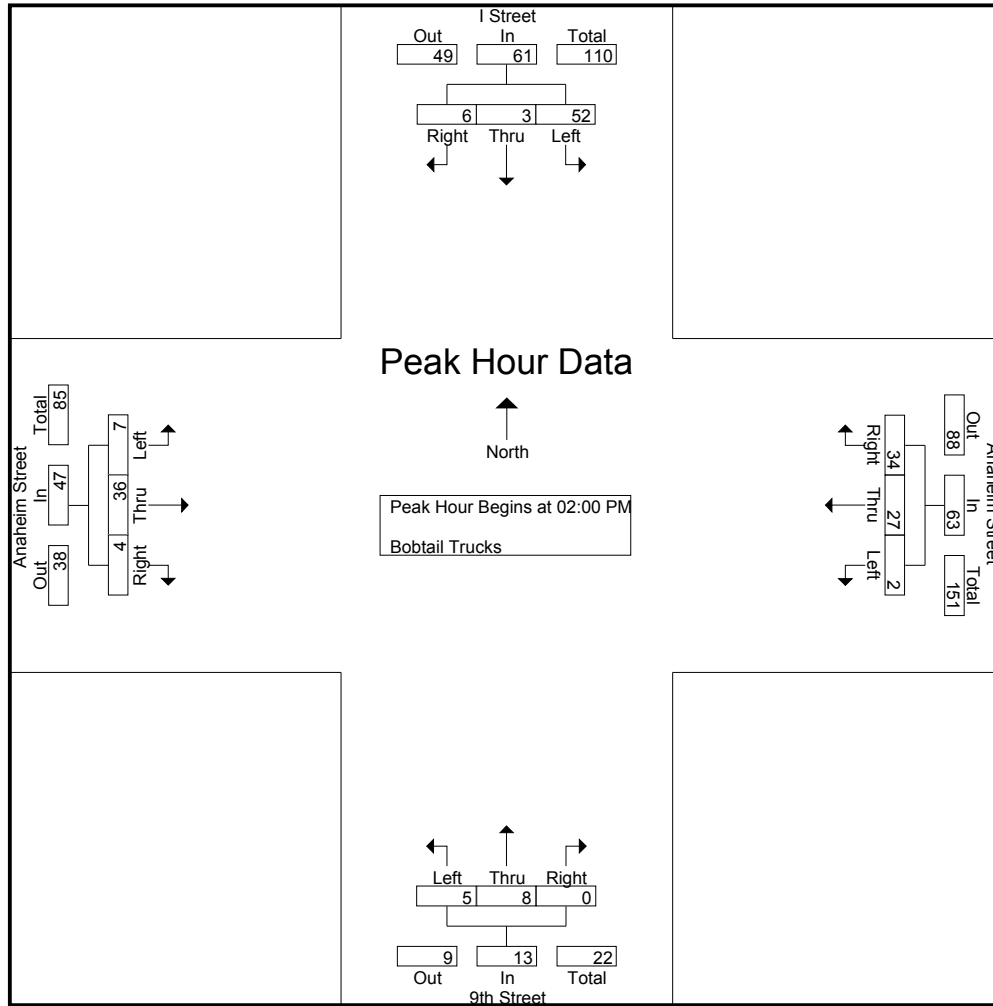 I Street
Out In Total
49 61 110
6 3 52
Right Thru Left
Peak Hour Data
North
Peak Hour Begins at 02:00 PM
Bobtail Trucks
Anaheim Street
Total In Out
85 47 38
7 36 4
Left Thru Right
Anaheim Street
Out In Total
88 63 151
34 27 2
Right Thru Left
Left Thru Right
5 8 0
9 13 22
Out In Total
9th Street